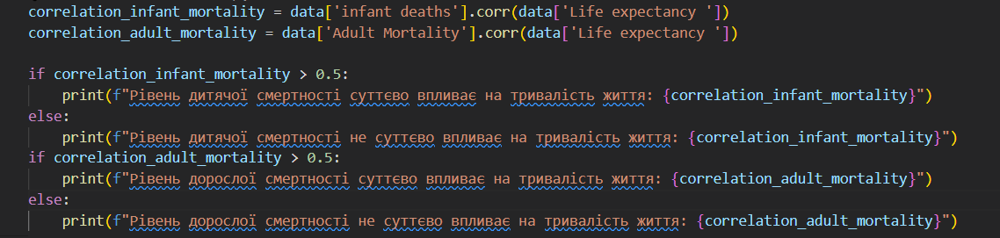 correlation_infant_mortality = data['infant deaths'].corr(data['Life expectancy '])
correlation_adult_mortality = data['Adult Mortality'].corr(data['Life expectancy '])
if correlation_infant_mortality > 0.5:
print(f"Рівень дитячої смертності суттєво впливає на тривалість життя: {correlation_infant_mortality}")
else:
print(f"Рівень дитячої смертності не суттєво впливає на тривалість життя: {correlation_infant_mortality}")
if correlation_adult_mortality > 0.5:
print(f"Рівень дорослої смертності суттєво впливає на тривалість життя: {correlation_adult_mortality}")
else:
print(f"Рівень дорослої смертності не суттєво впливає на тривалість життя: {correlation_adult_mortality}")